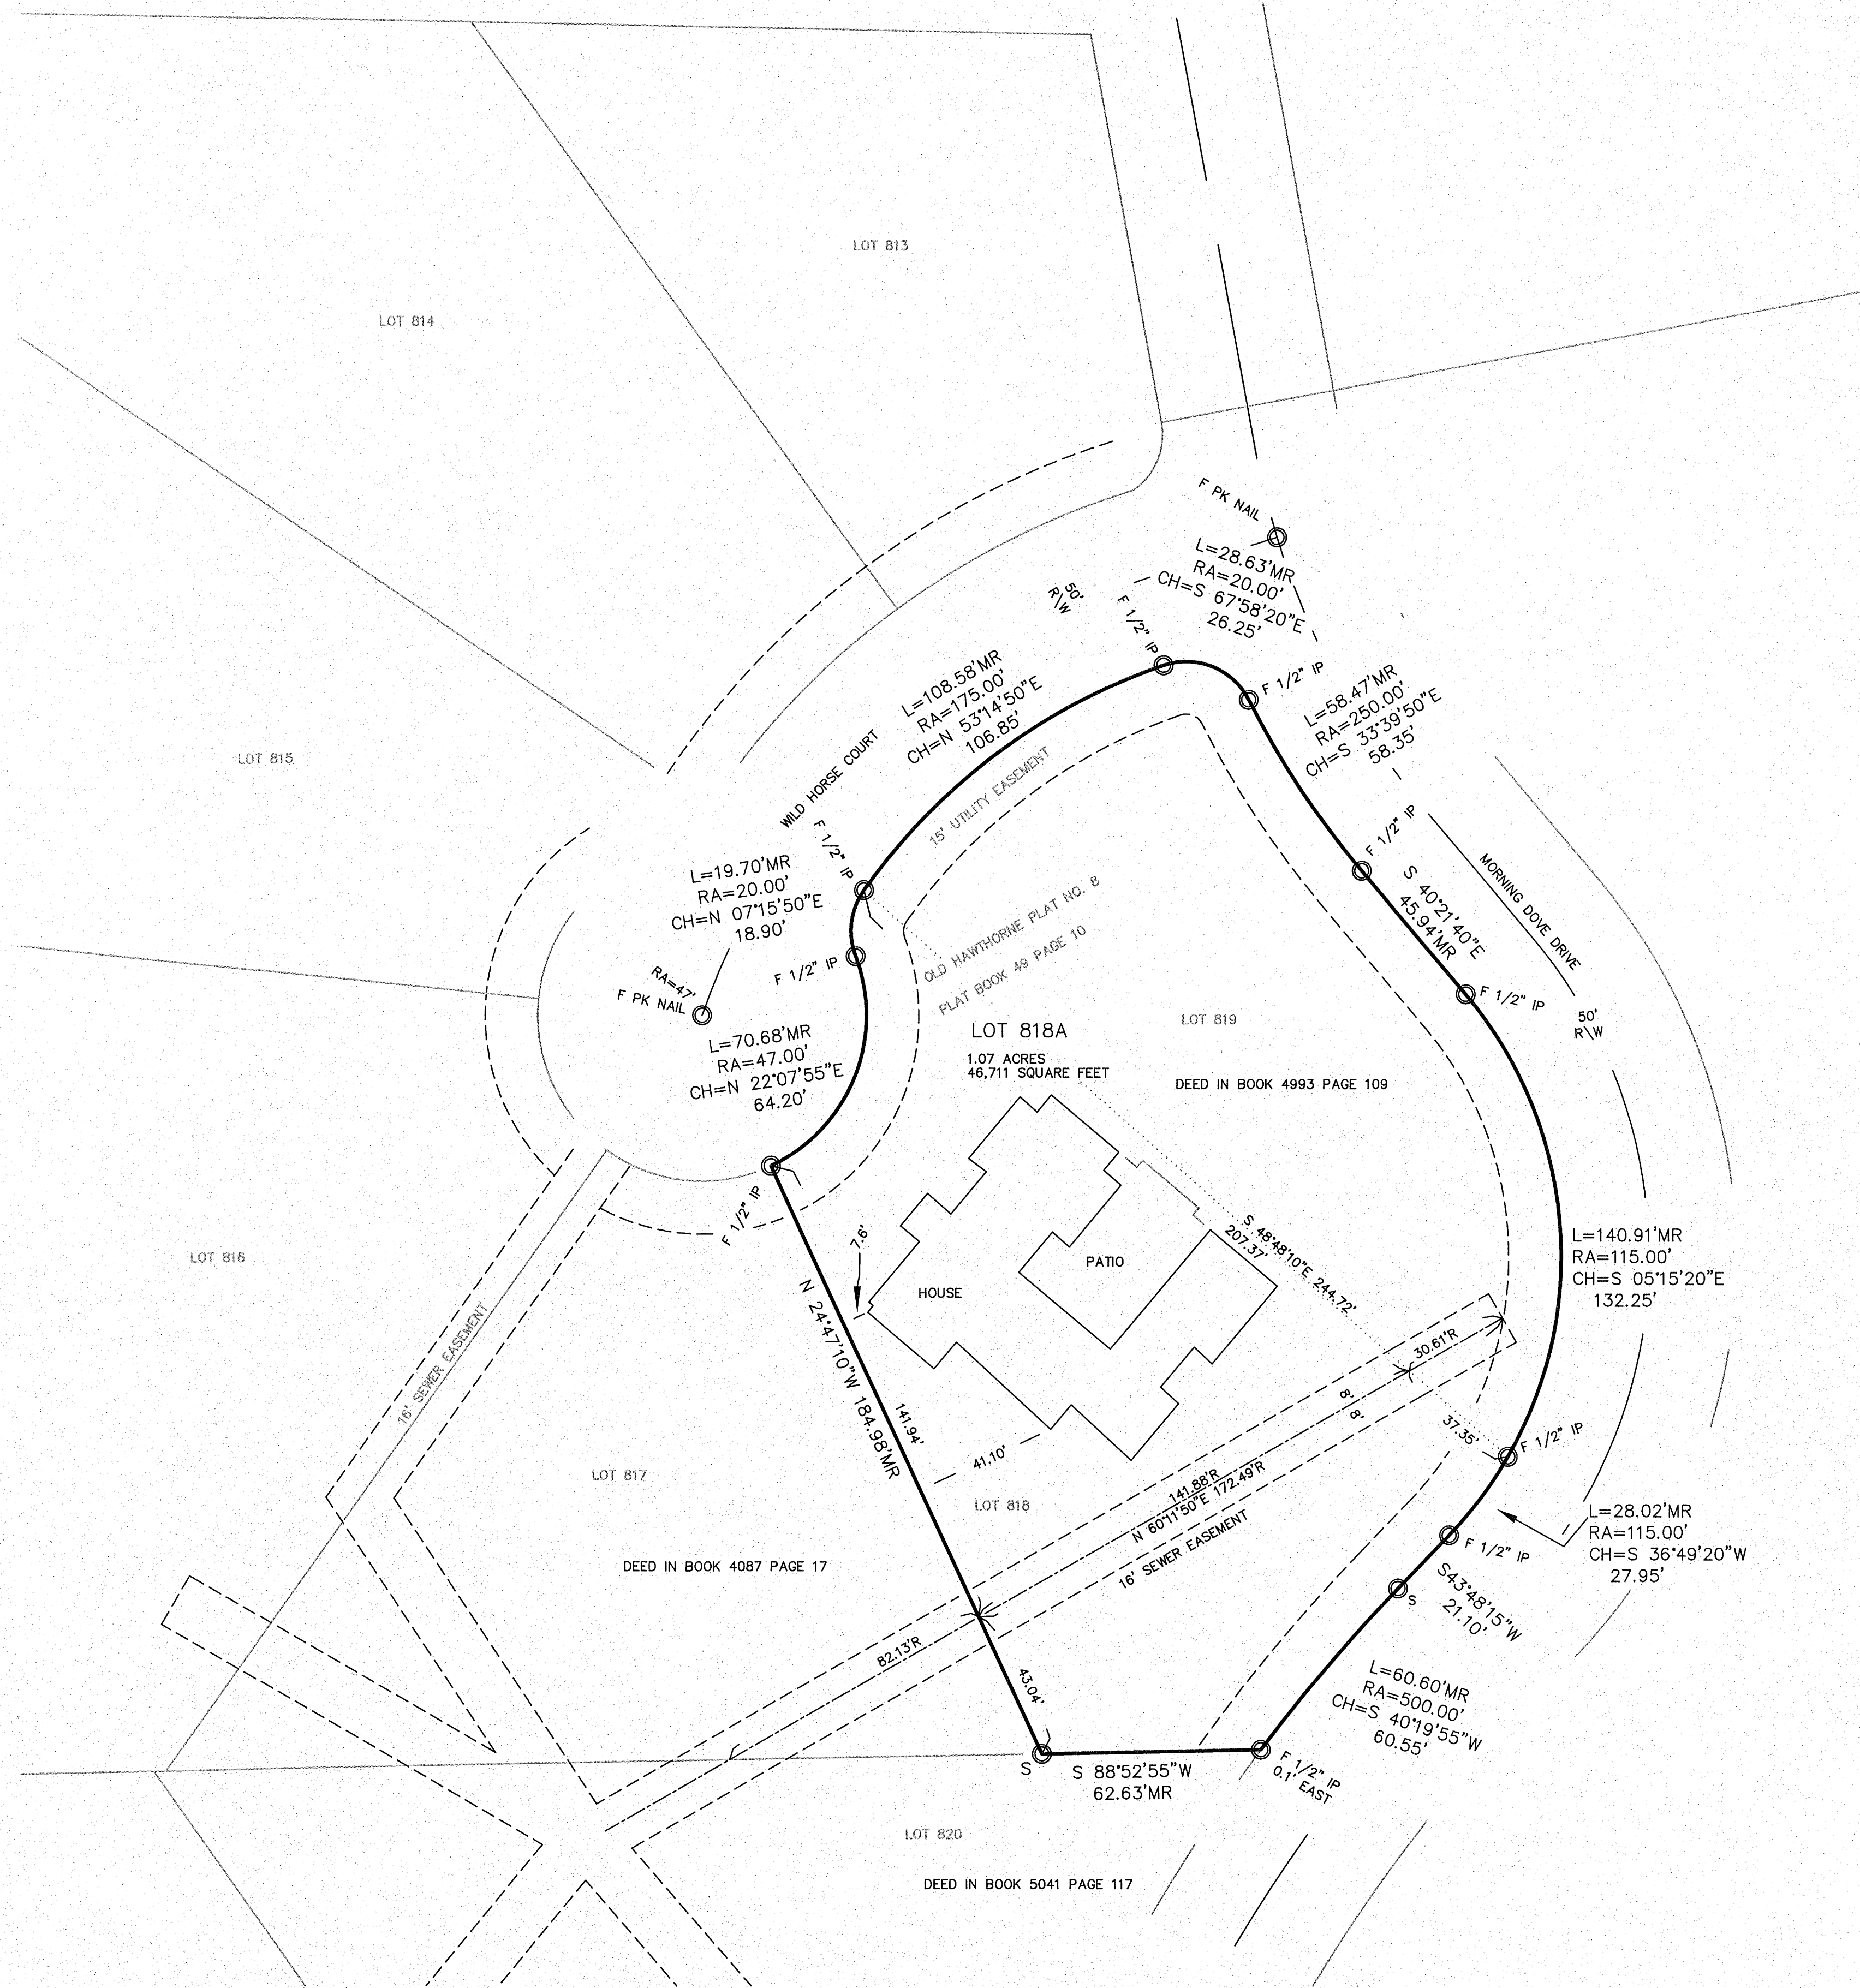 LOT 813
LOT 814
F PK NAIL
L=28.63'MR
RA=20.00'
CH=S 67°58'20"E
26.25'
50'
R\W
F 1/2" IP
F 1/2" IP
L=108.58'MR
RA=175.00'
CH=N 53°14'50"E
106.85'
L=58.47'MR
RA=250.00'
CH=S 33°39'50"E
58.35'
LOT 815
WILD HORSE COURT
15' UTILITY EASEMENT
F 1/2" IP
F 1/2" IP
L=19.70'MR
RA=20.00'
CH=N 07°15'50"E
18.90'
S 40°21'40"E
45.94'MR
MORNING DOVE DRIVE
OLD HAWTHORNE PLAT NO. 8
PLAT BOOK 49 PAGE 10
F 1/2" IP
RA=47'
F PK NAIL
F 1/2" IP
50'
R\W
L=70.68'MR
RA=47.00'
CH=N 22°07'55"E
64.20'
LOT 818A
1.07 ACRES
46,711 SQUARE FEET
LOT 819
DEED IN BOOK 4993 PAGE 109
F 1/2" IP
7.6'
S 48°48'10"E 244.72'
207.37'
LOT 816
PATIO
HOUSE
L=140.91'MR
RA=115.00'
CH=S 05°15'20"E
132.25'
N 24°47'10"W 184.98'MR
141.94'
16' SEWER EASEMENT
30.61'R
8'
8'
37.35'
F 1/2" IP
41.10'
LOT 817
LOT 818
141.88'R
N 60°11'50"E 172.49'R
16' SEWER EASEMENT
L=28.02'MR
RA=115.00'
CH=S 36°49'20"W
27.95'
F 1/2" IP
DEED IN BOOK 4087 PAGE 17
S
S43°48'15"W
21.10'
82.13'R
43.04'
L=60.60'MR
RA=500.00'
CH=S 40°19'55"W
60.55'
S
S 88°52'55"W
62.63'MR
F 1/2" IP
0.1' EAST
LOT 820
DEED IN BOOK 5041 PAGE 117